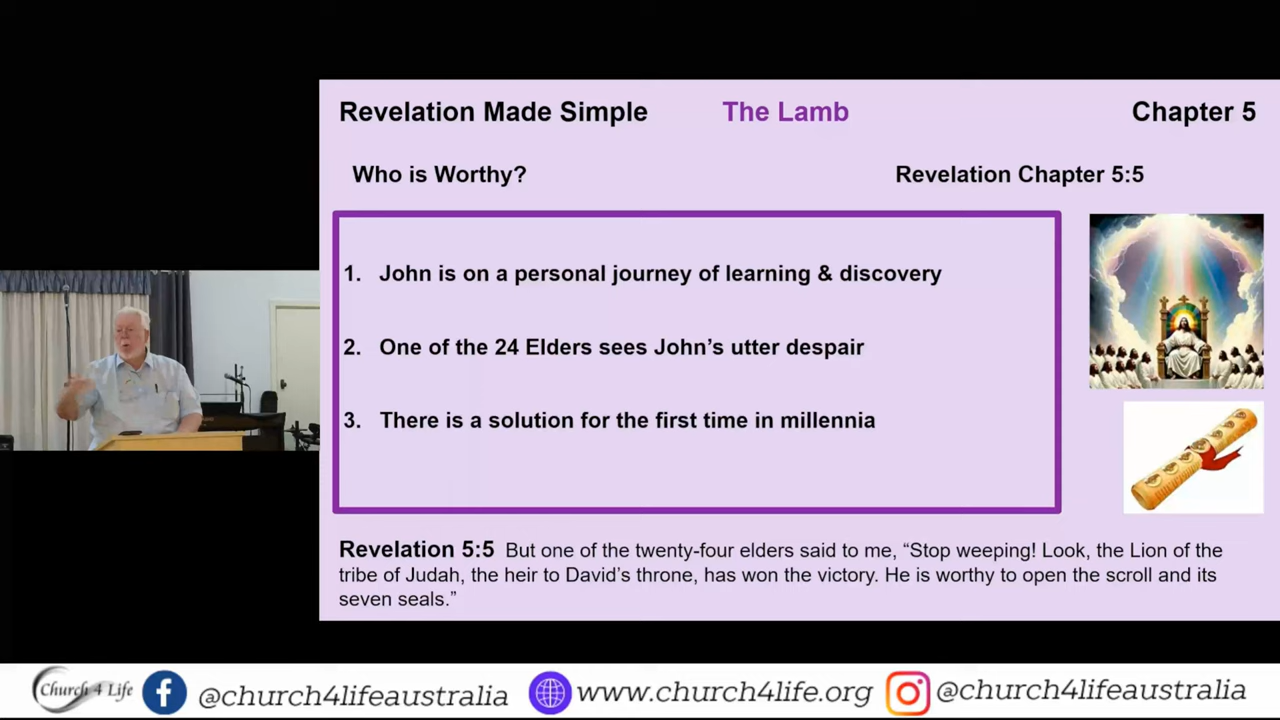 Revelation Made Simple The Lamb Chapter 5
Who is Worthy? Revelation Chapter 5:5
1. John is on a personal journey of learning & discovery
2. One of the 24 Elders sees John’s utter despair
3. There is a solution for the first time in millennia
Revelation 5:5 But one of the twenty-four elders said to me, “Stop weeping! Look, the Lion of the
tribe of Judah, the heir to David’s throne, has won the victory. He is worthy to open the scroll and its
seven seals.”
Church 4 Life @church4lifeaustralia www.church4life.org @church4lifeaustralia